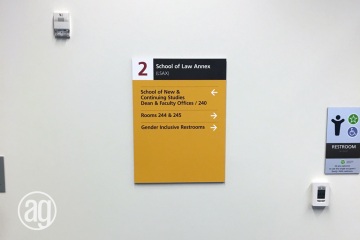 2 School of Law Annex
(LSAX)
School of New &
Continuing Studies
Dean & Faculty Offices / 240
Rooms 244 & 245
Gender Inclusive Restrooms
RESTROOM
ag